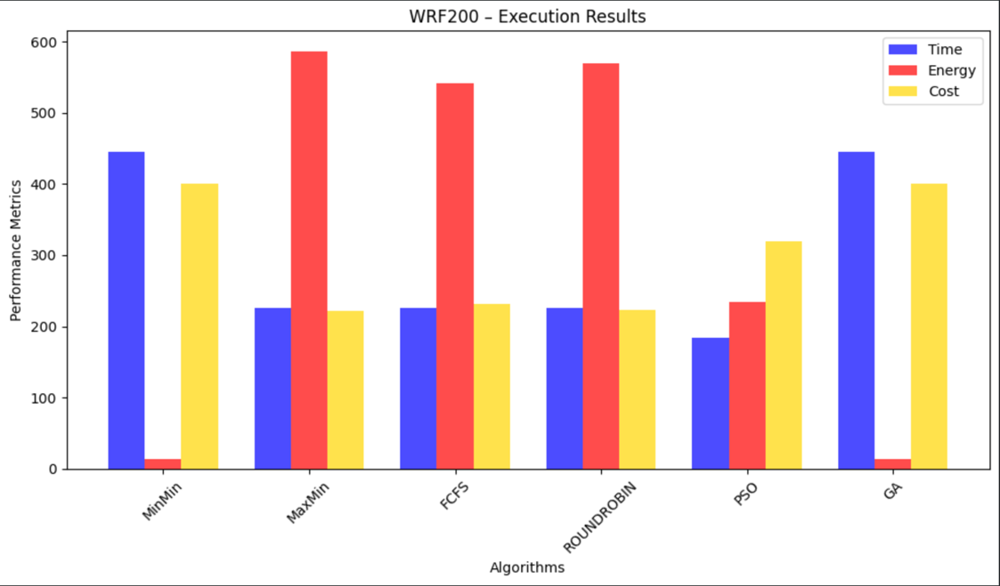 WRF200 – Execution Results
Time
Energy
Cost
Performance Metrics
600
500
400
300
200
100
0
MinMin
MaxMin
FCFS
ROUNDROBIN
PSO
GA
Algorithms